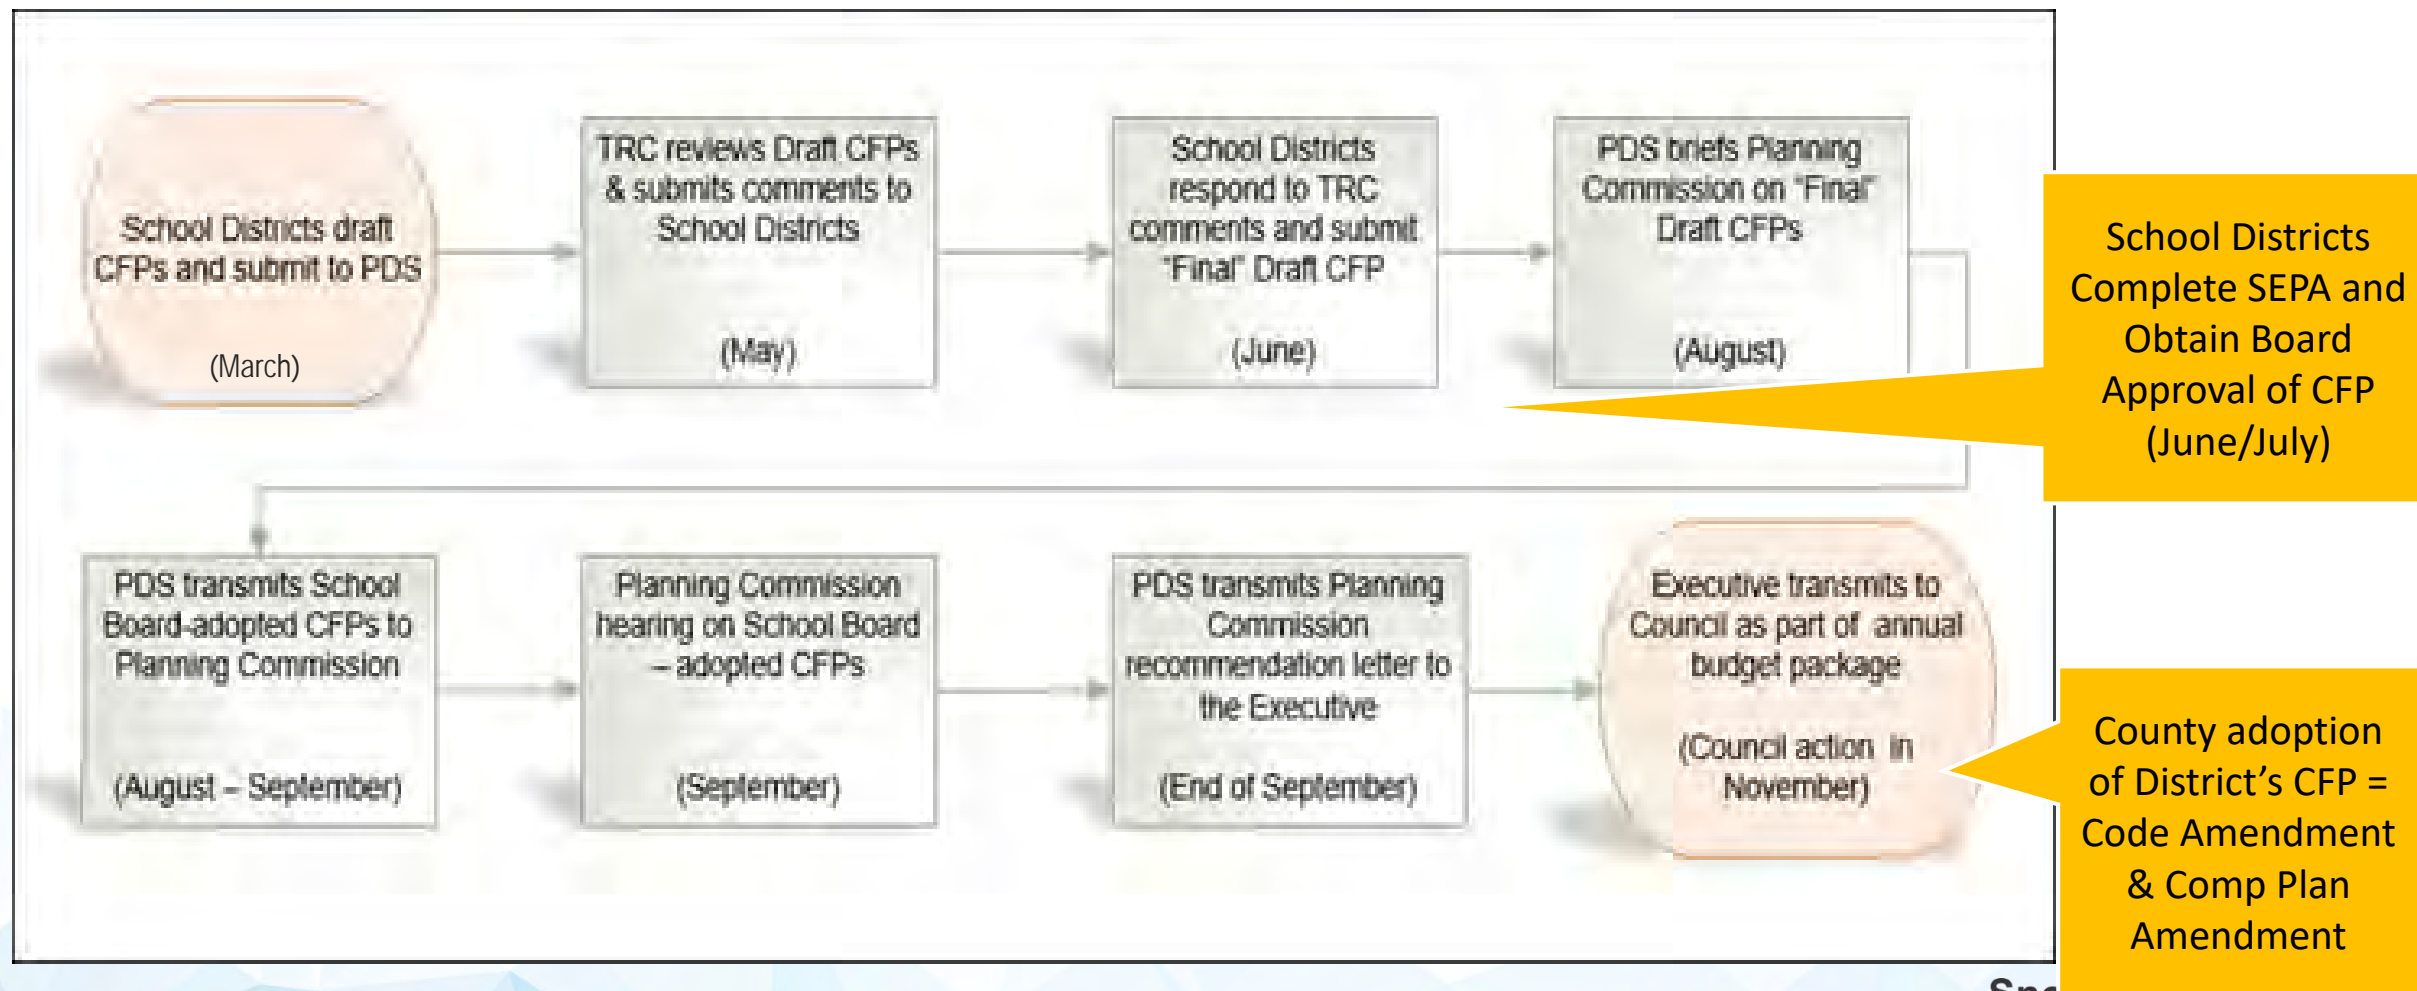 School Districts draft
CFPs and submit to PDS
(March)
TRC reviews Draft CFPs
& submits comments to
School Districts
(May)
School Districts
respond to TRC
comments and submit
"Final" Draft CFP
(June)
PDS briefs Planning
Commission on "Final"
Draft CFPs
(August)
School Districts
Complete SEPA and
Obtain Board
Approval of CFP
(June/July)
PDS transmits School
Board-adopted CFPs to
Planning Commission
(August – September)
Planning Commission
hearing on School Board
– adopted CFPs
(September)
PDS transmits Planning
Commission
recommendation letter to
the Executive
(End of September)
Executive transmits to
Council as part of annual
budget package
(Council action in
November)
County adoption
of District’s CFP =
Code Amendment
& Comp Plan
Amendment